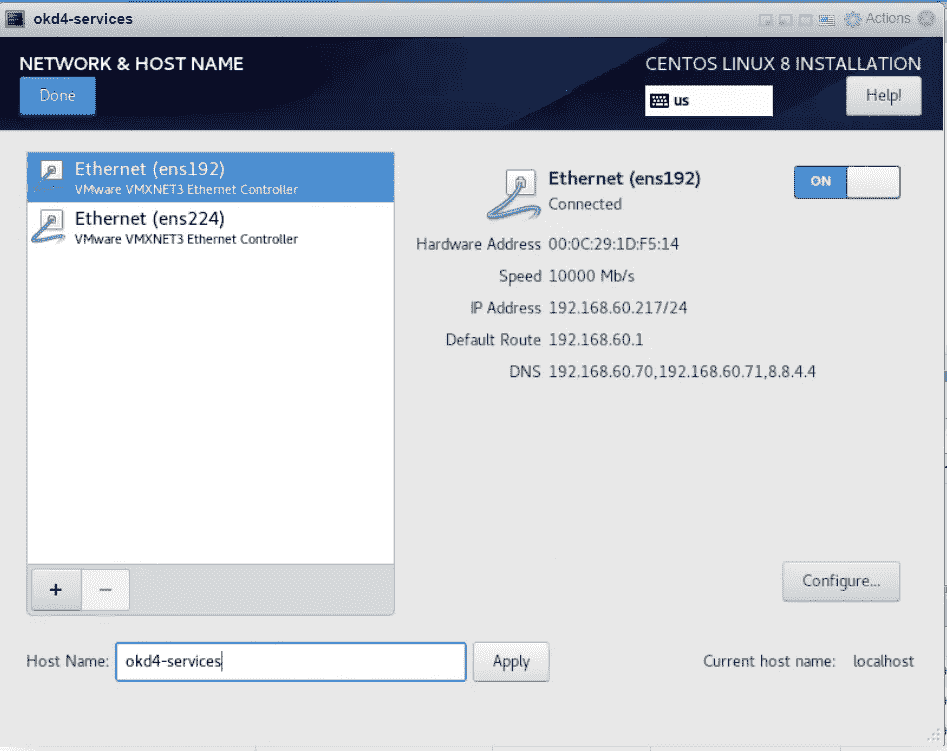 okd4-services
Actions
NETWORK & HOST NAME
CENTOS LINUX 8 INSTALLATION
Done
us
Help!
Ethernet (ens192)
VMware VMXNET3 Ethernet Controller
Ethernet (ens224)
VMware VMXNET3 Ethernet Controller
Ethernet (ens192)
Connected
ON
Hardware Address 00:0C:29:1D:F5:14
Speed 10000 Mb/s
IP Address 192.168.60.217/24
Default Route 192.168.60.1
DNS 192.168.60.70,192.168.60.71,8.8.4.4
+
−
Configure...
Host Name: okd4-services
Apply
Current host name: localhost